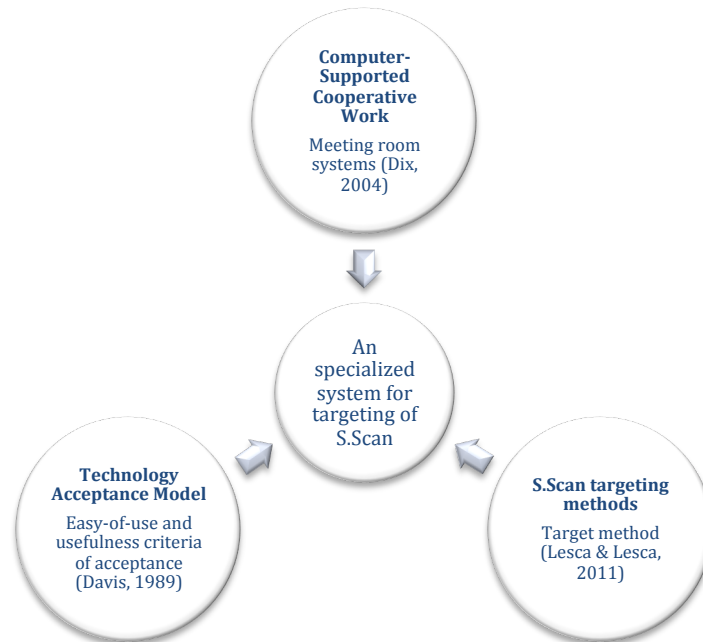 Computer-
Supported
Cooperative
Work
Meeting room
systems (Dix,
2004)
An
specialized
system for
targeting of
S.Scan
Technology
Acceptance Model
Easy-of-use and
usefulness criteria
of acceptance
(Davis, 1989)
S.Scan targeting
methods
Target method
(Lesca & Lesca,
2011)